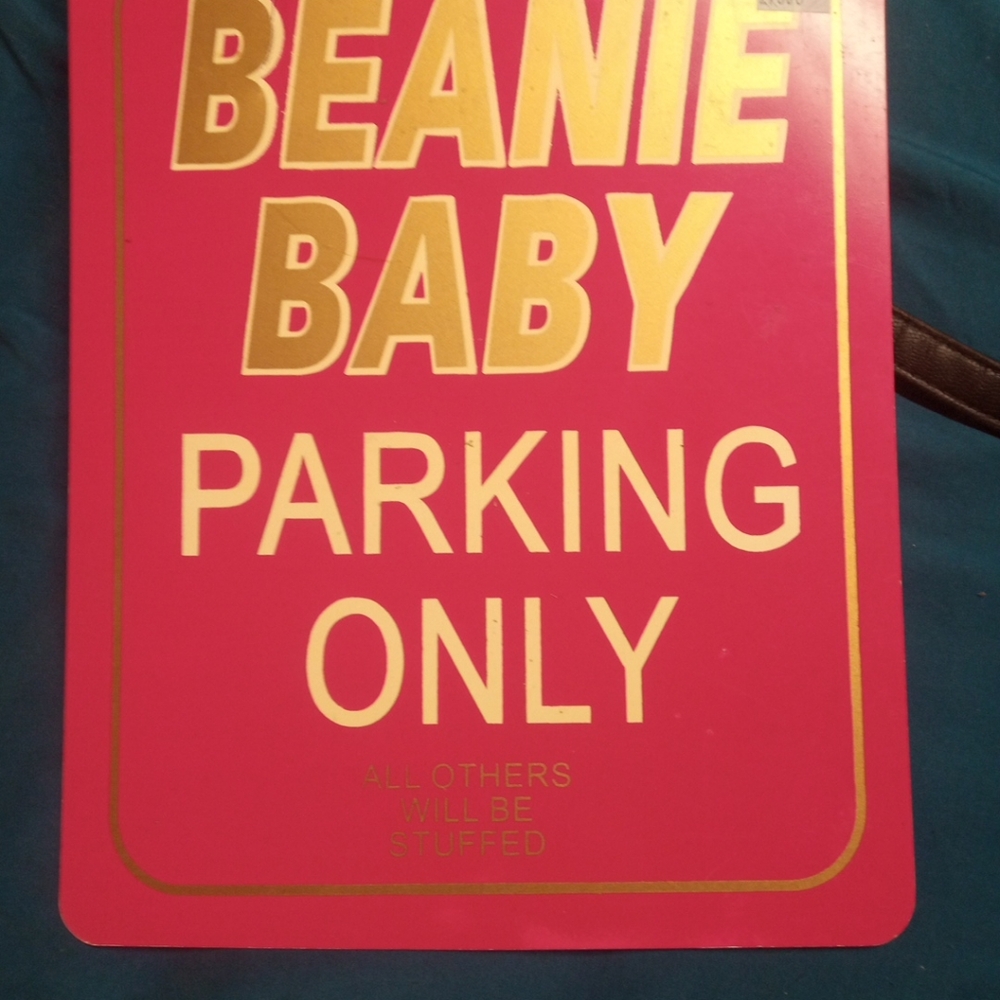 BEANIE
BABY
PARKING
ONLY
ALL OTHERS
WILL BE
STUFFED